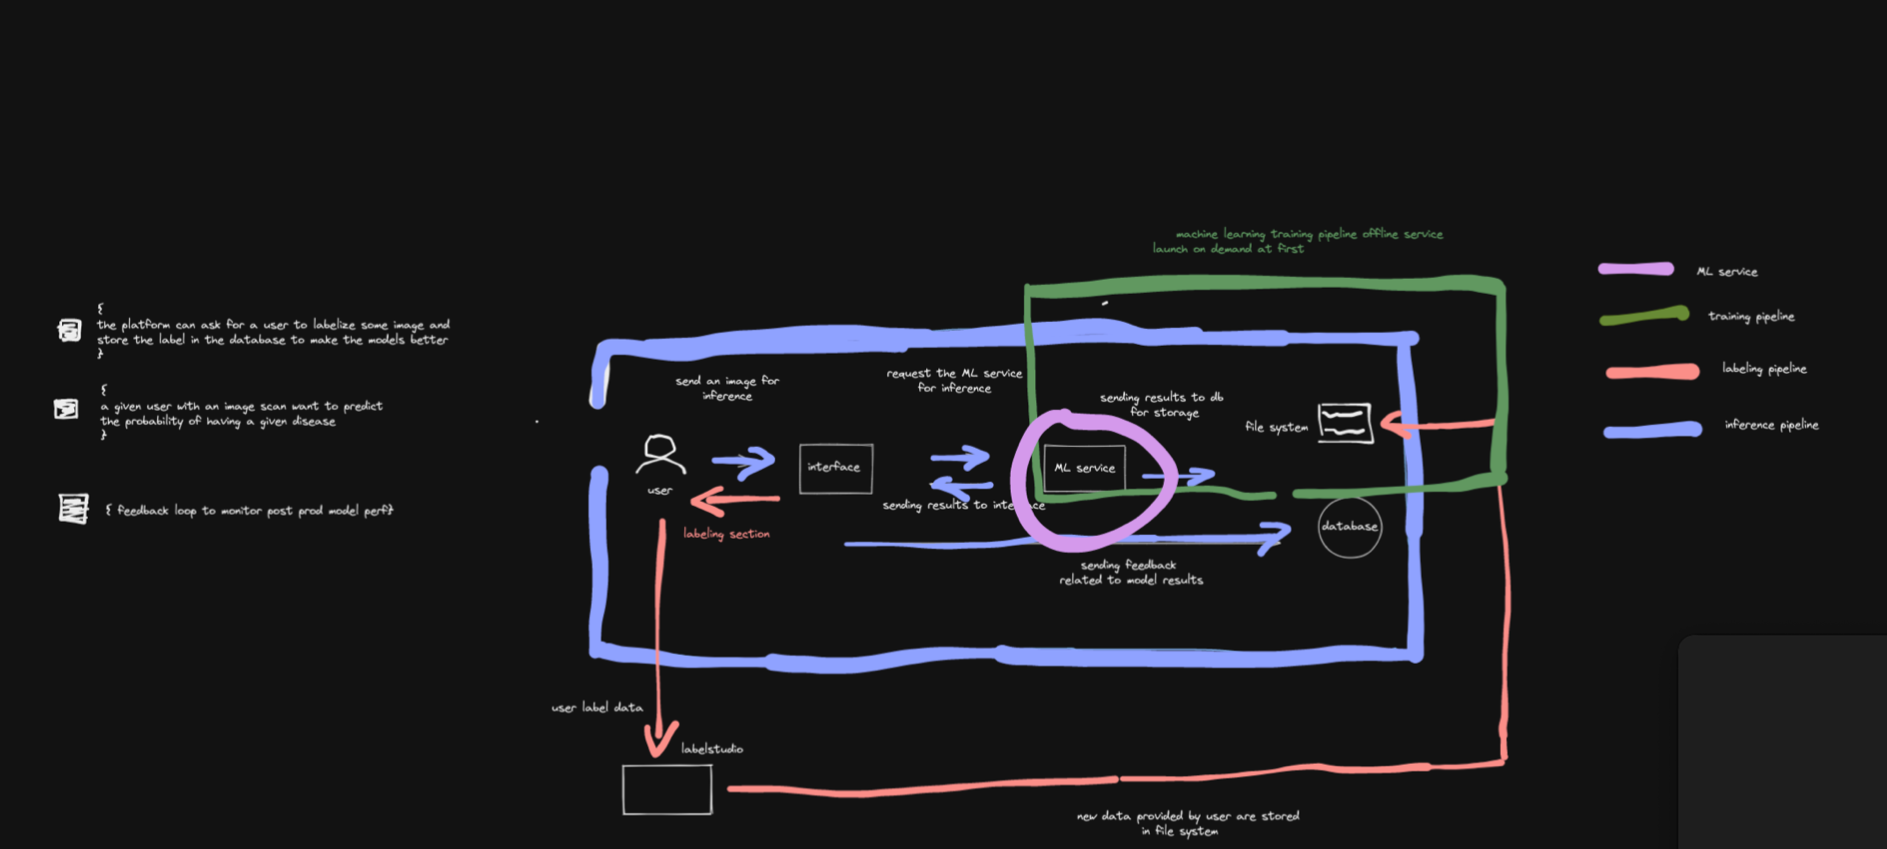 machine learning training pipeline offline service
launch on demand at first
ML service
training pipeline
labeling pipeline
inference pipeline
{
the platform can ask for a user to labelize some image and
store the label in the database to make the models better
}
{
a given user with an image scan want to predict
the probability of having a given disease
}
{ feedback loop to monitor post prod model perf}
send an image for
inference
request the ML service
for inference
sending results to db
for storage
file system
user
interface
ML service
sending results to interface
labeling section
database
sending feedback
related to model results
user label data
labelstudio
new data provided by user are stored
in file system